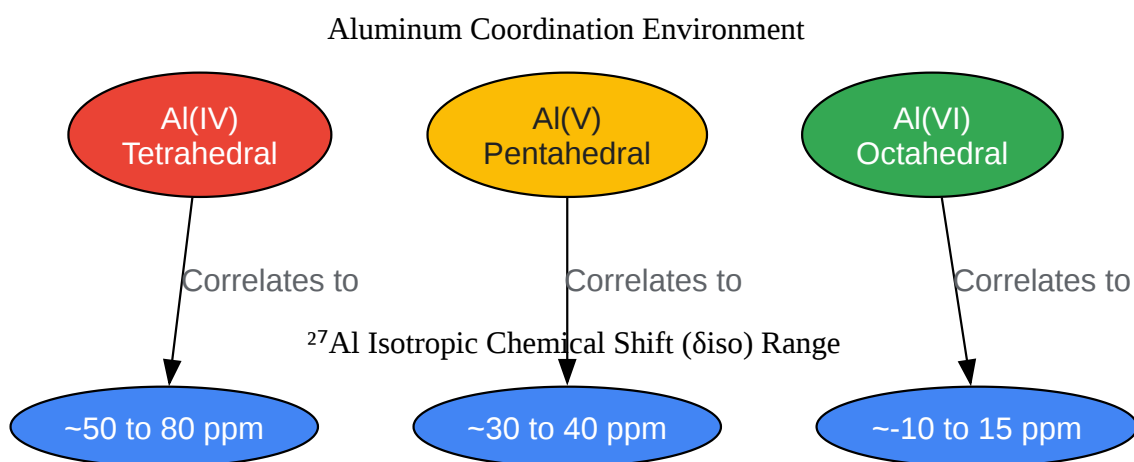 Aluminum Coordination Environment
Al(IV)
Tetrahedral
Al(V)
Pentahedral
Al(VI)
Octahedral
Correlates to
Correlates to
Correlates to
²⁷Al Isotropic Chemical Shift (δiso) Range
~50 to 80 ppm
~30 to 40 ppm
~-10 to 15 ppm